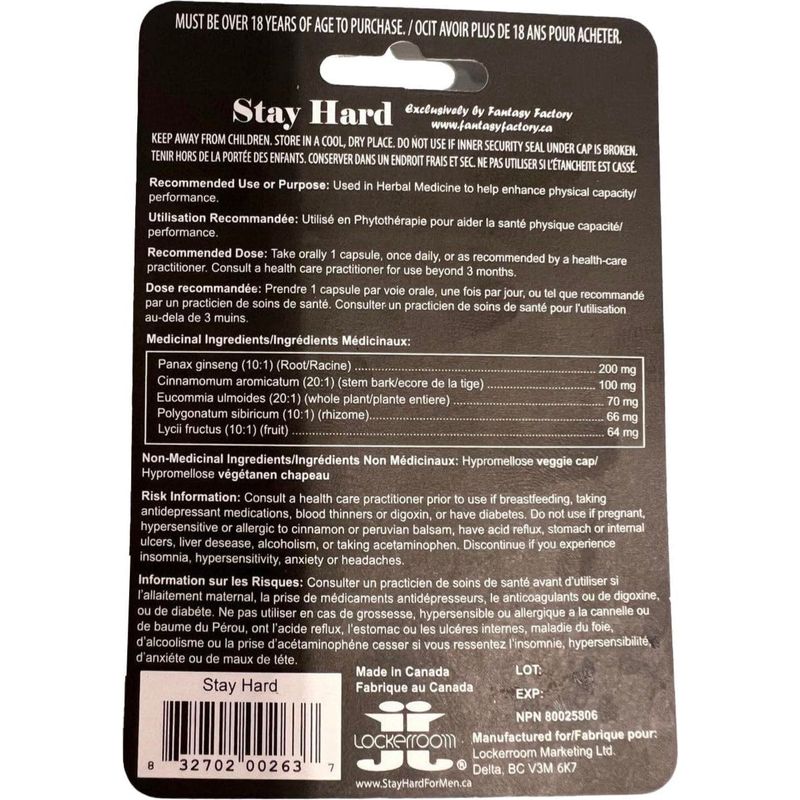 MUST BE OVER 18 YEARS OF AGE TO PURCHASE. / OCIT AVOIR PLUS DE 18 ANS POUR ACHETER.
Stay Hard Exclusively by Fantasy Factory
www.fantasyfactory.ca
KEEP AWAY FROM CHILDREN. STORE IN A COOL, DRY PLACE. DO NOT USE IF INNER SECURITY SEAL UNDER CAP IS BROKEN.
TENIR HORS DE LA PORTÉE DES ENFANTS. CONSERVER DANS UN ENDROIT FRAIS ET SEC. NE PAS UTILISER SI L'ÉTANCHEITE EST CASSÉ.
Recommended Use or Purpose: Used in Herbal Medicine to help enhance physical capacity/
performance.
Utilisation Recommandée: Utilisé en Phytothérapie pour aider la santé physique capacité/
performance.
Recommended Dose: Take orally 1 capsule, once daily, or as recommended by a health-care
practitioner. Consult a health care practitioner for use beyond 3 months.
Dose recommandée: Prendre 1 capsule par voie orale, une fois par jour, ou tel que recommandé
par un practicien de soins de santé. Consulter un practicien de soins de santé pour l'utilisation
au-dela de 3 muins.
Medicinal Ingredients/Ingrédients Médicinaux:
Panax ginseng (10:1) (Root/Racine) 200 mg
Cinnamomum aromicatum (20:1) (stem bark/ecore de la tige) 100 mg
Eucommia ulmoides (20:1) (whole plant/plante entiere) 70 mg
Polygonatum sibiricum (10:1) (rhizome) 66 mg
Lycii fructus (10:1) (fruit) 64 mg
Non-Medicinal Ingredients/Ingrédients Non Médicinaux: Hypromellose veggie cap/
Hypromellose végétanen chapeau
Risk Information: Consult a health care practitioner prior to use if breastfeeding, taking
antidepressant medications, blood thinners or digoxin, or have diabetes. Do not use if pregnant,
hypersensitive or allergic to cinnamon or peruvian balsam, have acid reflux, stomach or internal
ulcers, liver desease, alcoholism, or taking acetaminophen. Discontinue if you experience
insomnia, hypersensitivity, anxiety or headaches.
Information sur les Risques: Consulter un practicien de soins de santé avant d'utiliser si
l'allaitement maternal, la prise de médicaments antidépresseurs, le anticoagulants ou de digoxine,
ou de diabéte. Ne pas utiliser en cas de grossesse, hypersensible ou allergique a la cannelle ou
de baume du Pérou, ont l'acide reflux, l'estomac ou les ulcéres internes, maladie du foie,
d'alcoolisme ou la prise d'acétaminophéne cesser si vous ressentez l'insomnie, hypersensibilité,
d'anxiéte ou de maux de téte.
Stay Hard
8 32702 00263 7
Made in Canada
Fabrique au Canada
LOCKERROOM ®
www.StayHardForMen.ca
LOT:
EXP:
NPN 80025806
Manufactured for/Fabrique pour:
Lockerroom Marketing Ltd.
Delta, BC V3M 6K7